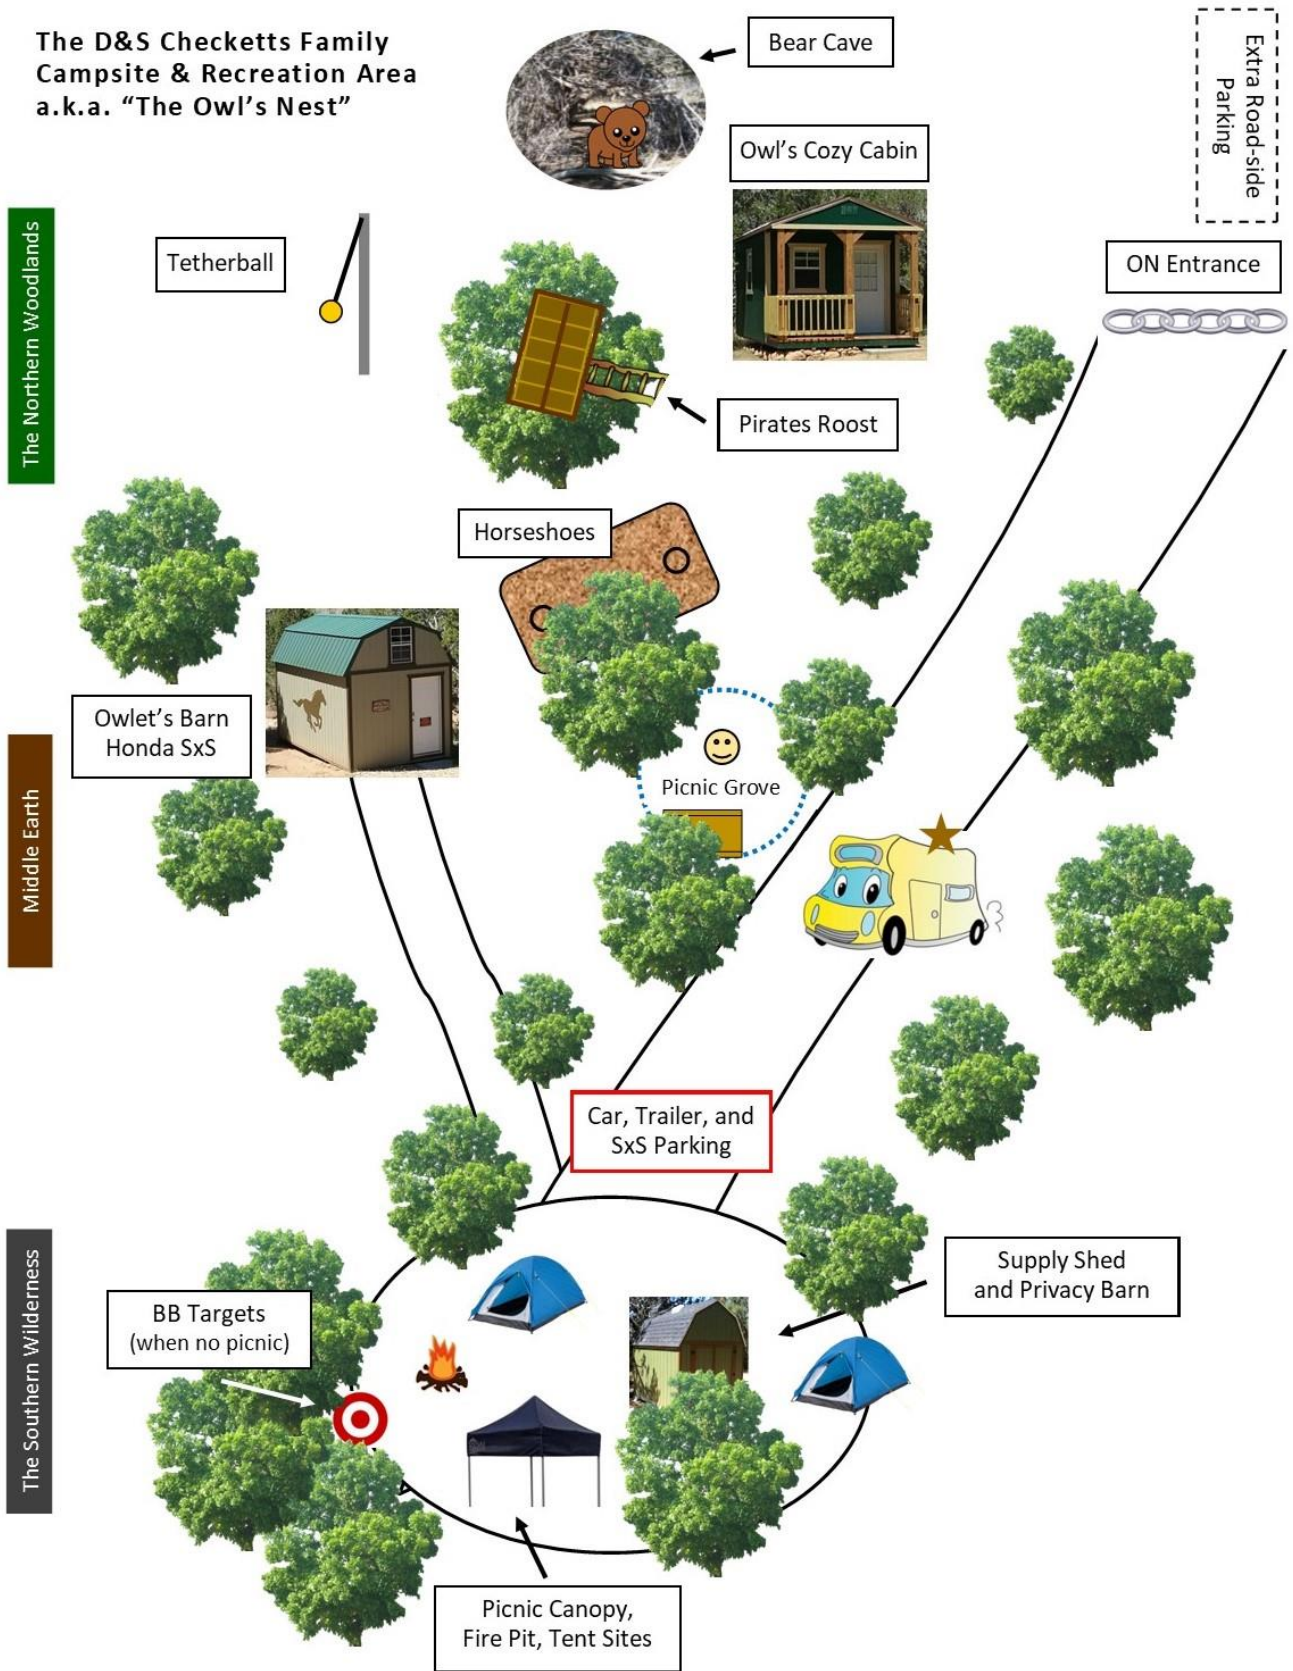 The D&S Checketts Family
Campsite & Recreation Area
a.k.a. “The Owl’s Nest”
Bear Cave
Extra Road-side
Parking
Owl’s Cozy Cabin
The Northern Woodlands
Tetherball
ON Entrance
Pirates Roost
Horseshoes
Owlet’s Barn
Honda SxS
Picnic Grove
Middle Earth
Car, Trailer, and
SxS Parking
The Southern Wilderness
Supply Shed
and Privacy Barn
BB Targets
(when no picnic)
Picnic Canopy,
Fire Pit, Tent Sites